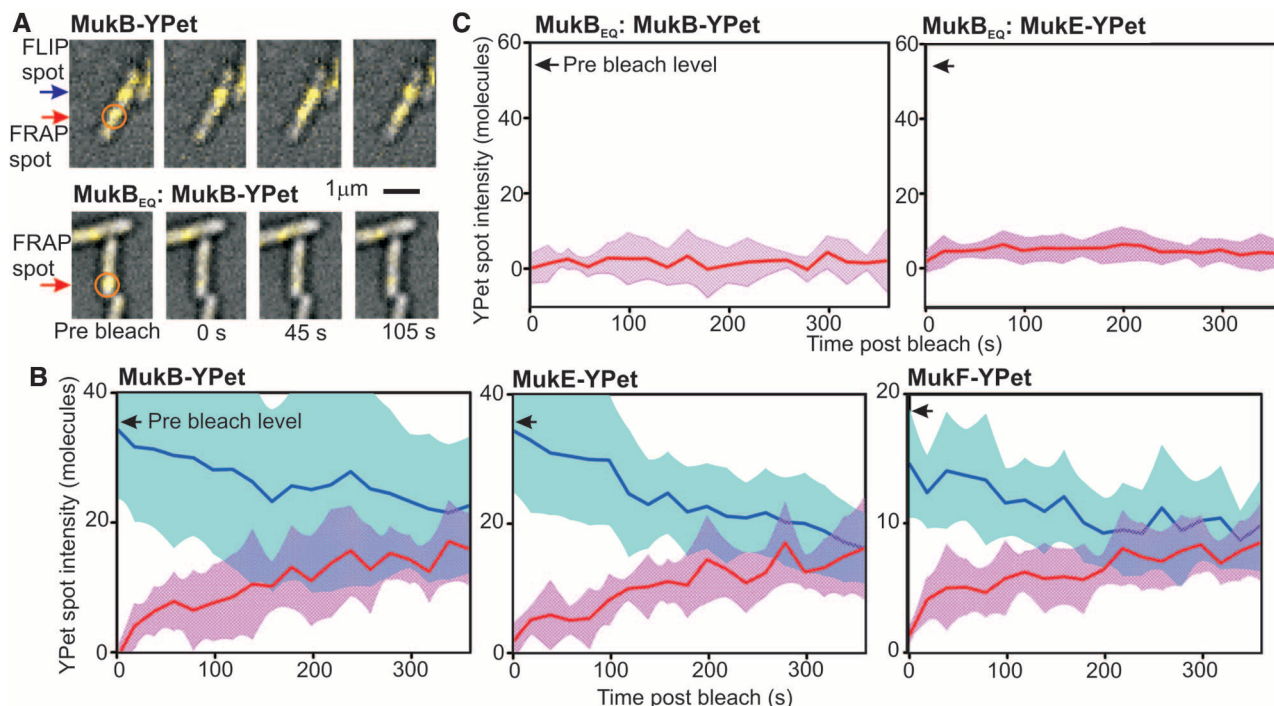 A
MukB-YPet
FLIP
spot
FRAP
spot
MukBEQ: MukB-YPet
1μm
FRAP
spot
Pre bleach
0 s
45 s
105 s
C
MukBEQ: MukB-YPet
MukBEQ: MukE-YPet
YPet spot intensity (molecules)
60
40
20
0
Pre bleach level
0
100
200
300
60
40
20
0
0
100
200
300
Time post bleach (s)
B
MukB-YPet
MukE-YPet
MukF-YPet
YPet spot intensity (molecules)
40
20
0
Pre bleach level
0
100
200
300
40
20
0
0
100
200
300
20
10
0
0
100
200
300
Time post bleach (s)